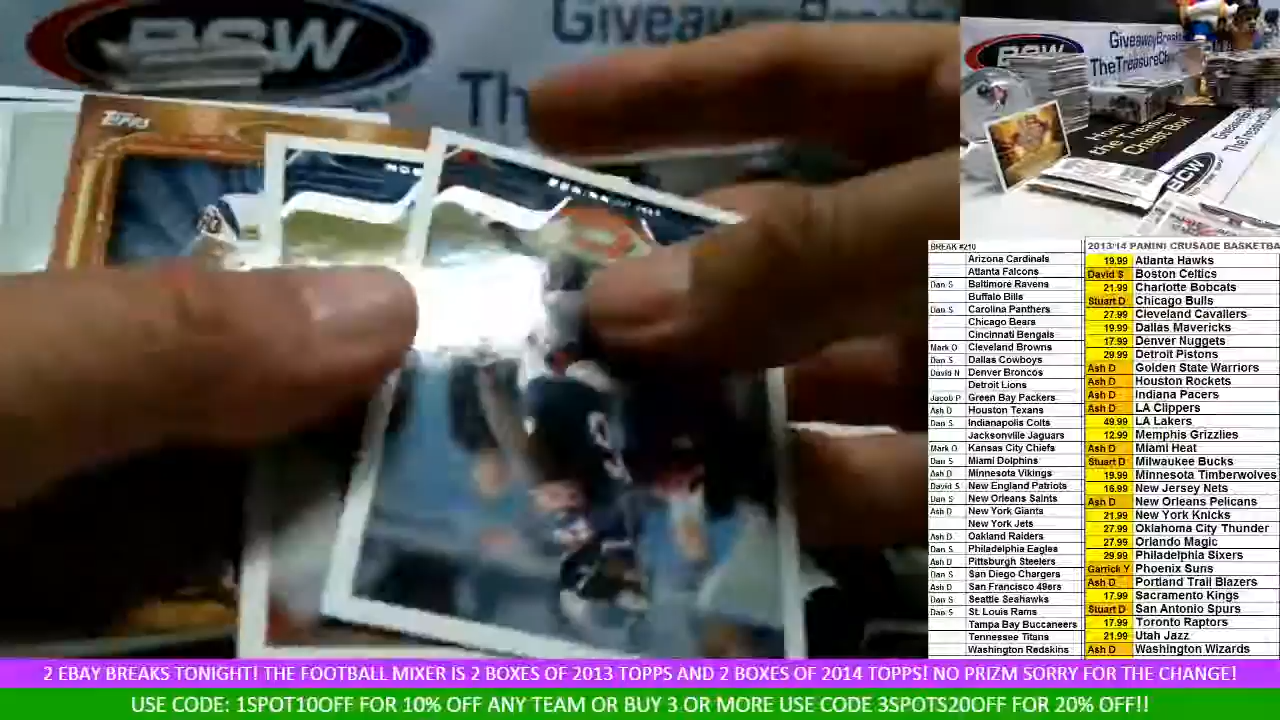 BCW
Giveaway
Th
Topps
BCW
GiveawayBreak
TheTreasureCh
Home
the Treasure
Chest Box
BCW
BREAK #210
Arizona Cardinals
Atlanta Falcons
Dan S Baltimore Ravens
Buffalo Bills
Dan S Carolina Panthers
Chicago Bears
Cincinnati Bengals
Mark O Cleveland Browns
Dan S Dallas Cowboys
David N Denver Broncos
Detroit Lions
Jacob P Green Bay Packers
Ash D Houston Texans
Dan S Indianapolis Colts
Jacksonville Jaguars
Mark O Kansas City Chiefs
Dan S Miami Dolphins
Ash D Minnesota Vikings
David S New England Patriots
Dan S New Orleans Saints
Ash D New York Giants
New York Jets
Ash D Oakland Raiders
Dan S Philadelphia Eagles
Ash D Pittsburgh Steelers
Dan S San Diego Chargers
Ash D San Francisco 49ers
Dan S Seattle Seahawks
Dan S St. Louis Rams
Tampa Bay Buccaneers
Tennessee Titans
Washington Redskins
2013/14 PANINI CRUSADE BASKETBA
19.99 Atlanta Hawks
David S Boston Celtics
21.99 Charlotte Bobcats
Stuart D Chicago Bulls
27.99 Cleveland Cavaliers
19.99 Dallas Mavericks
17.99 Denver Nuggets
29.99 Detroit Pistons
Ash D Golden State Warriors
Ash D Houston Rockets
Ash D Indiana Pacers
Ash D LA Clippers
49.99 LA Lakers
12.99 Memphis Grizzlies
Ash D Miami Heat
Stuart D Milwaukee Bucks
19.99 Minnesota Timberwolves
16.99 New Jersey Nets
Ash D New Orleans Pelicans
21.99 New York Knicks
27.99 Oklahoma City Thunder
27.99 Orlando Magic
29.99 Philadelphia Sixers
Garrick Y Phoenix Suns
Ash D Portland Trail Blazers
17.99 Sacramento Kings
Stuart D San Antonio Spurs
17.99 Toronto Raptors
21.99 Utah Jazz
Ash D Washington Wizards
2 EBAY BREAKS TONIGHT! THE FOOTBALL MIXER IS 2 BOXES OF 2013 TOPPS AND 2 BOXES OF 2014 TOPPS! NO PRIZM SORRY FOR THE CHANGE!
USE CODE: 1SPOT10OFF FOR 10% OFF ANY TEAM OR BUY 3 OR MORE USE CODE 3SPOTS20OFF FOR 20% OFF!!